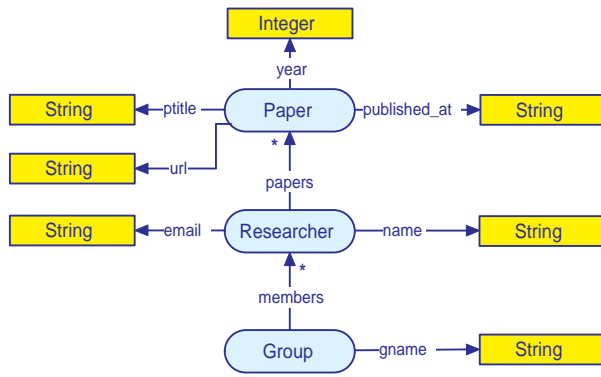 Integer
year
String
ptitle
Paper
published_at
String
*
String
url
papers
String
email
Researcher
name
String
*
members
Group
gname
String